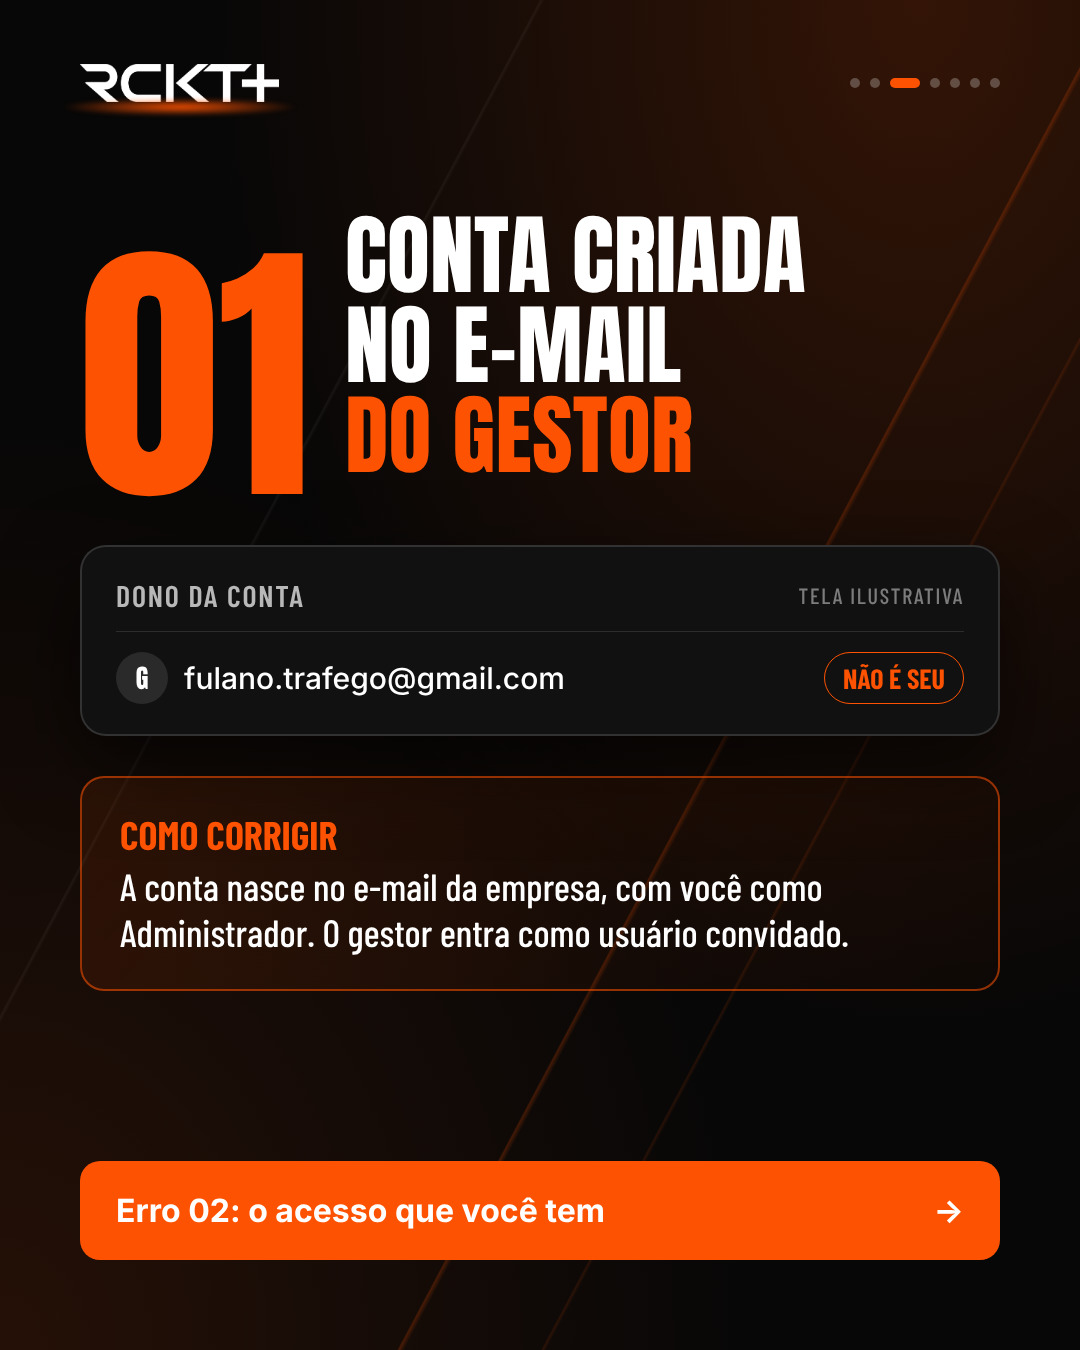 RCKT+
01
CONTA CRIADA
NO E-MAIL
DO GESTOR
DONO DA CONTA
TELA ILUSTRATIVA
G
fulano.trafego@gmail.com
NÃO É SEU
COMO CORRIGIR
A conta nasce no e-mail da empresa, com você como
Administrador. O gestor entra como usuário convidado.
Erro 02: o acesso que você tem →